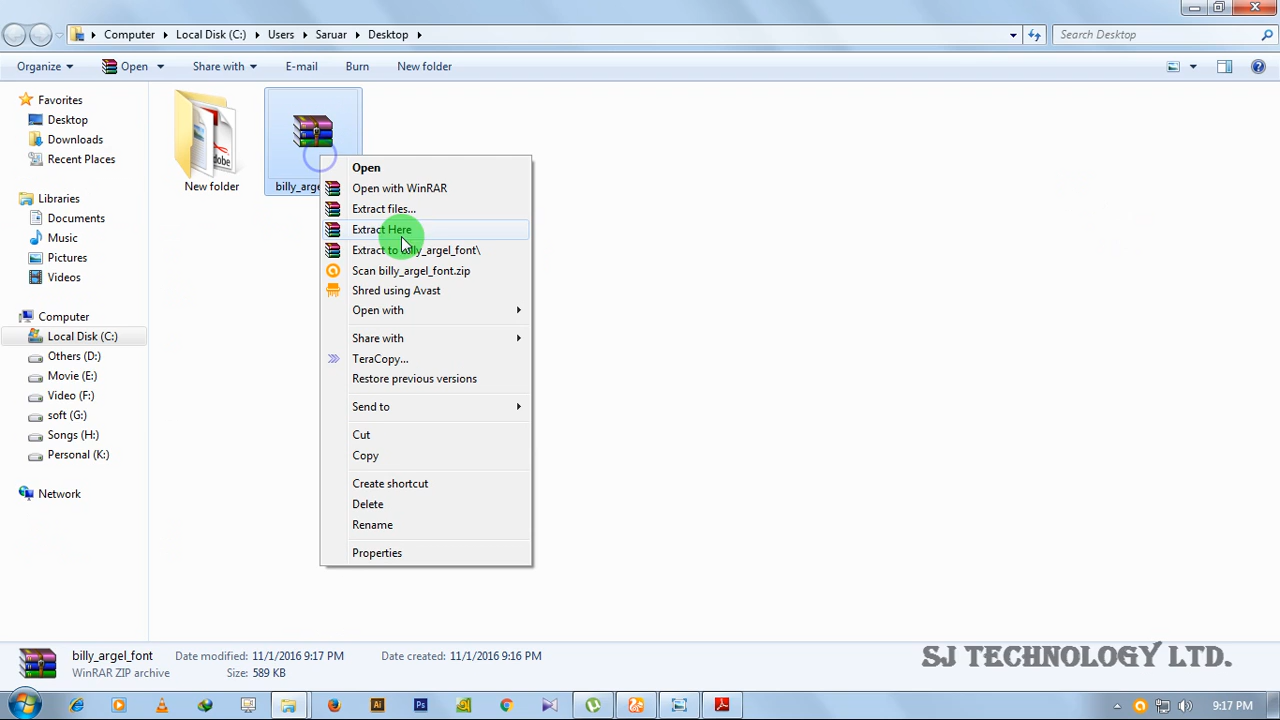 Computer Local Disk (C:) Users Saruar Desktop
Search Desktop
Organize Open Share with E-mail Burn New folder
Favorites
Desktop
Downloads
Recent Places
Libraries
Documents
Music
Pictures
Videos
Computer
Local Disk (C:)
Others (D:)
Movie (E:)
Video (F:)
soft (G:)
Songs (H:)
Personal (K:)
Network
New folder
Open
Open with WinRAR
Extract files...
Extract Here
Extract to billy_argel_font\
Scan billy_argel_font.zip
Shred using Avast
Open with
Share with
TeraCopy...
Restore previous versions
Send to
Cut
Copy
Create shortcut
Delete
Rename
Properties
billy_argel_font Date modified: 11/1/2016 9:17 PM Date created: 11/1/2016 9:16 PM
WinRAR ZIP archive Size: 589 KB
SJ TECHNOLOGY LTD.
9:17 PM